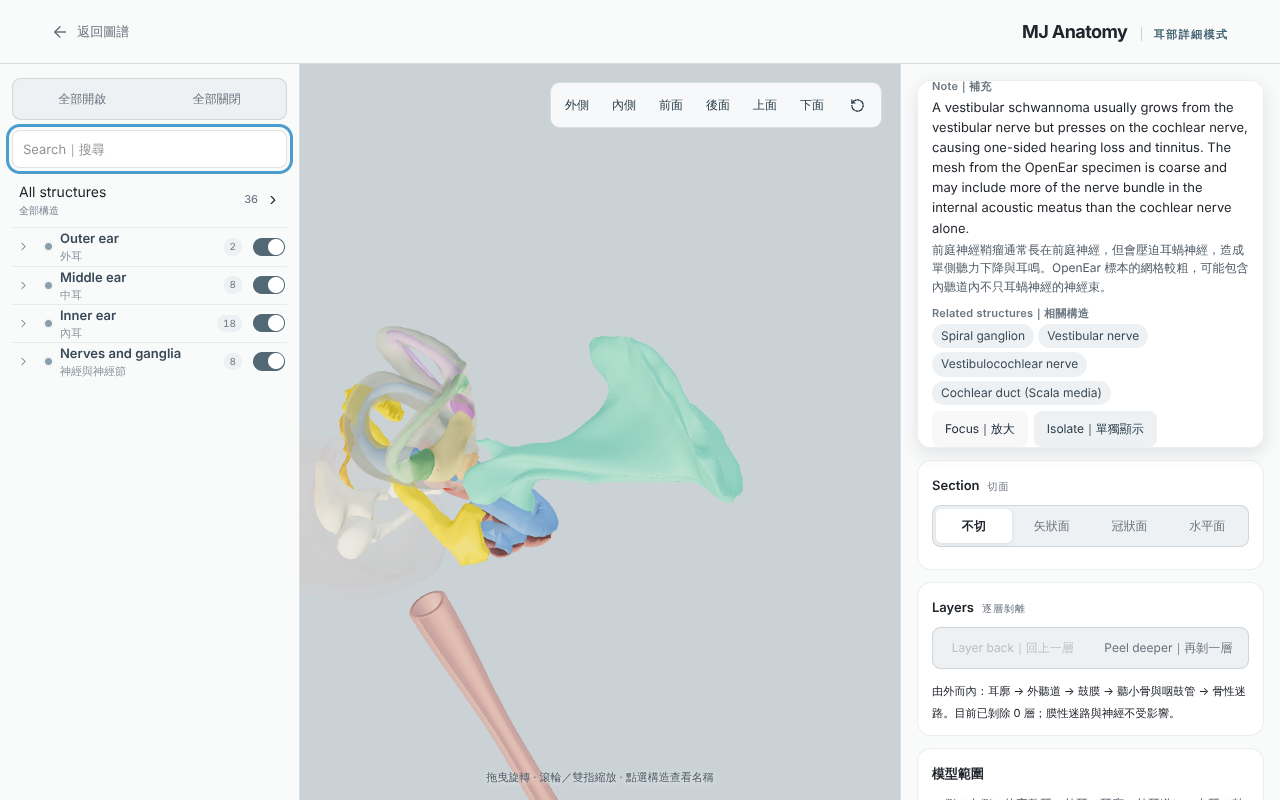 返回圖譜
MJ Anatomy
耳部詳細模式
全部開啟
全部關閉
Search｜搜尋
All structures
全部構造
36
Outer ear
外耳
2
Middle ear
中耳
8
Inner ear
內耳
18
Nerves and ganglia
神經與神經節
8
外側
內側
前面
後面
上面
下面
拖曳旋轉 · 滾輪／雙指縮放 · 點選構造查看名稱
Note｜補充
A vestibular schwannoma usually grows from the
vestibular nerve but presses on the cochlear nerve,
causing one-sided hearing loss and tinnitus. The
mesh from the OpenEar specimen is coarse and
may include more of the nerve bundle in the
internal acoustic meatus than the cochlear nerve
alone.
前庭神經鞘瘤通常長在前庭神經，但會壓迫耳蝸神經，造成
單側聽力下降與耳鳴。OpenEar 標本的網格較粗，可能包含
內聽道內不只耳蝸神經的神經束。
Related structures｜相關構造
Spiral ganglion
Vestibular nerve
Vestibulocochlear nerve
Cochlear duct (Scala media)
Focus｜放大
Isolate｜單獨顯示
Section 切面
不切
矢狀面
冠狀面
水平面
Layers 逐層剝離
Layer back｜回上一層
Peel deeper｜再剝一層
由外而內：耳廓 → 外聽道 → 鼓膜 → 聽小骨與咽鼓管 → 骨性迷
路。目前已剝除 0 層；膜性迷路與神經不受影響。
模型範圍